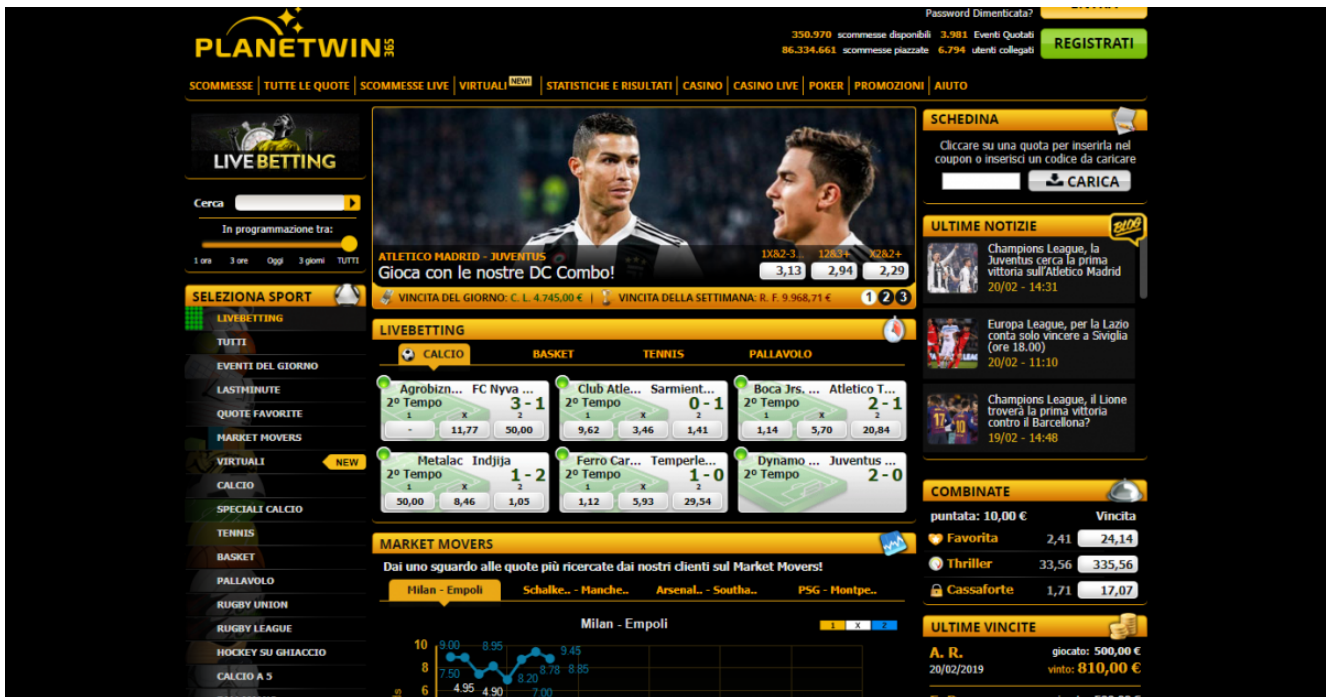 Password Dimenticata?
PLANETWIN365
350.970 scommesse disponibili 3.981 Eventi Quotati
86.334.661 scommesse piazzate 6.794 utenti collegati
REGISTRATI
SCOMMESSE TUTTE LE QUOTE SCOMMESSE LIVE VIRTUALI NEW! STATISTICHE E RISULTATI CASINO CASINO LIVE POKER PROMOZIONI AIUTO
LIVE BETTING
Cerca
In programmazione tra:
1 ora 3 ore Oggi 3 giorni TUTTI
SELEZIONA SPORT
LIVEBETTING
TUTTI
EVENTI DEL GIORNO
LASTMINUTE
QUOTE FAVORITE
MARKET MOVERS
VIRTUALI NEW
CALCIO
SPECIALI CALCIO
TENNIS
BASKET
PALLAVOLO
RUGBY UNION
RUGBY LEAGUE
HOCKEY SU GHIACCIO
CALCIO A 5
ATLETICO MADRID - JUVENTUS
Gioca con le nostre DC Combo!
1X&2-3... 12&3+ X2&2+
3,13 2,94 2,29
VINCITA DEL GIORNO: C. L. 4.745,00 € | VINCITA DELLA SETTIMANA: R. F. 9.968,71 €
1 2 3
LIVEBETTING
CALCIO BASKET TENNIS PALLAVOLO
Agrobizn... FC Nyva ...
2º Tempo 3 - 1
1 X 2
- 11,77 50,00
Club Atle... Sarmient...
2º Tempo 0 - 1
1 X 2
9,62 3,46 1,41
Boca Jrs. ... Atletico T...
2º Tempo 2 - 1
1 X 2
1,14 5,70 20,84
Metalac Indjija
2º Tempo 1 - 2
1 X 2
50,00 8,46 1,05
Ferro Car... Temperle...
2º Tempo 1 - 0
1 X 2
1,12 5,93 29,54
Dynamo ... Juventus ...
2º Tempo 2 - 0
MARKET MOVERS
Dai uno sguardo alle quote più ricercate dai nostri clienti sul Market Movers!
Milan - Empoli Schalke.. - Manche.. Arsenal.. - Southa.. PSG - Montpe..
Milan - Empoli
1 X 2
10
8
6
9.00 8.95 9.45
7.50 8.20 8.78 8.85
4.95 4.90 7.00
SCHEDINA
Cliccare su una quota per inserirla nel
coupon o inserisci un codice da caricare
CARICA
ULTIME NOTIZIE
BLOG
Champions League, la
Juventus cerca la prima
vittoria sull'Atletico Madrid
20/02 - 14:31
Europa League, per la Lazio
conta solo vincere a Siviglia
(ore 18.00)
20/02 - 11:10
Champions League, il Lione
troverà la prima vittoria
contro il Barcellona?
19/02 - 14:48
COMBINATE
puntata: 10,00 € Vincita
Favorita 2,41 24,14
Thriller 33,56 335,56
Cassaforte 1,71 17,07
ULTIME VINCITE
A. R. giocato: 500,00 €
20/02/2019 vinto: 810,00 €